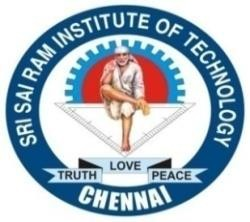 SRI SAI RAM INSTITUTE OF TECHNOLOGY
LOVE
TRUTH PEACE
CHENNAI